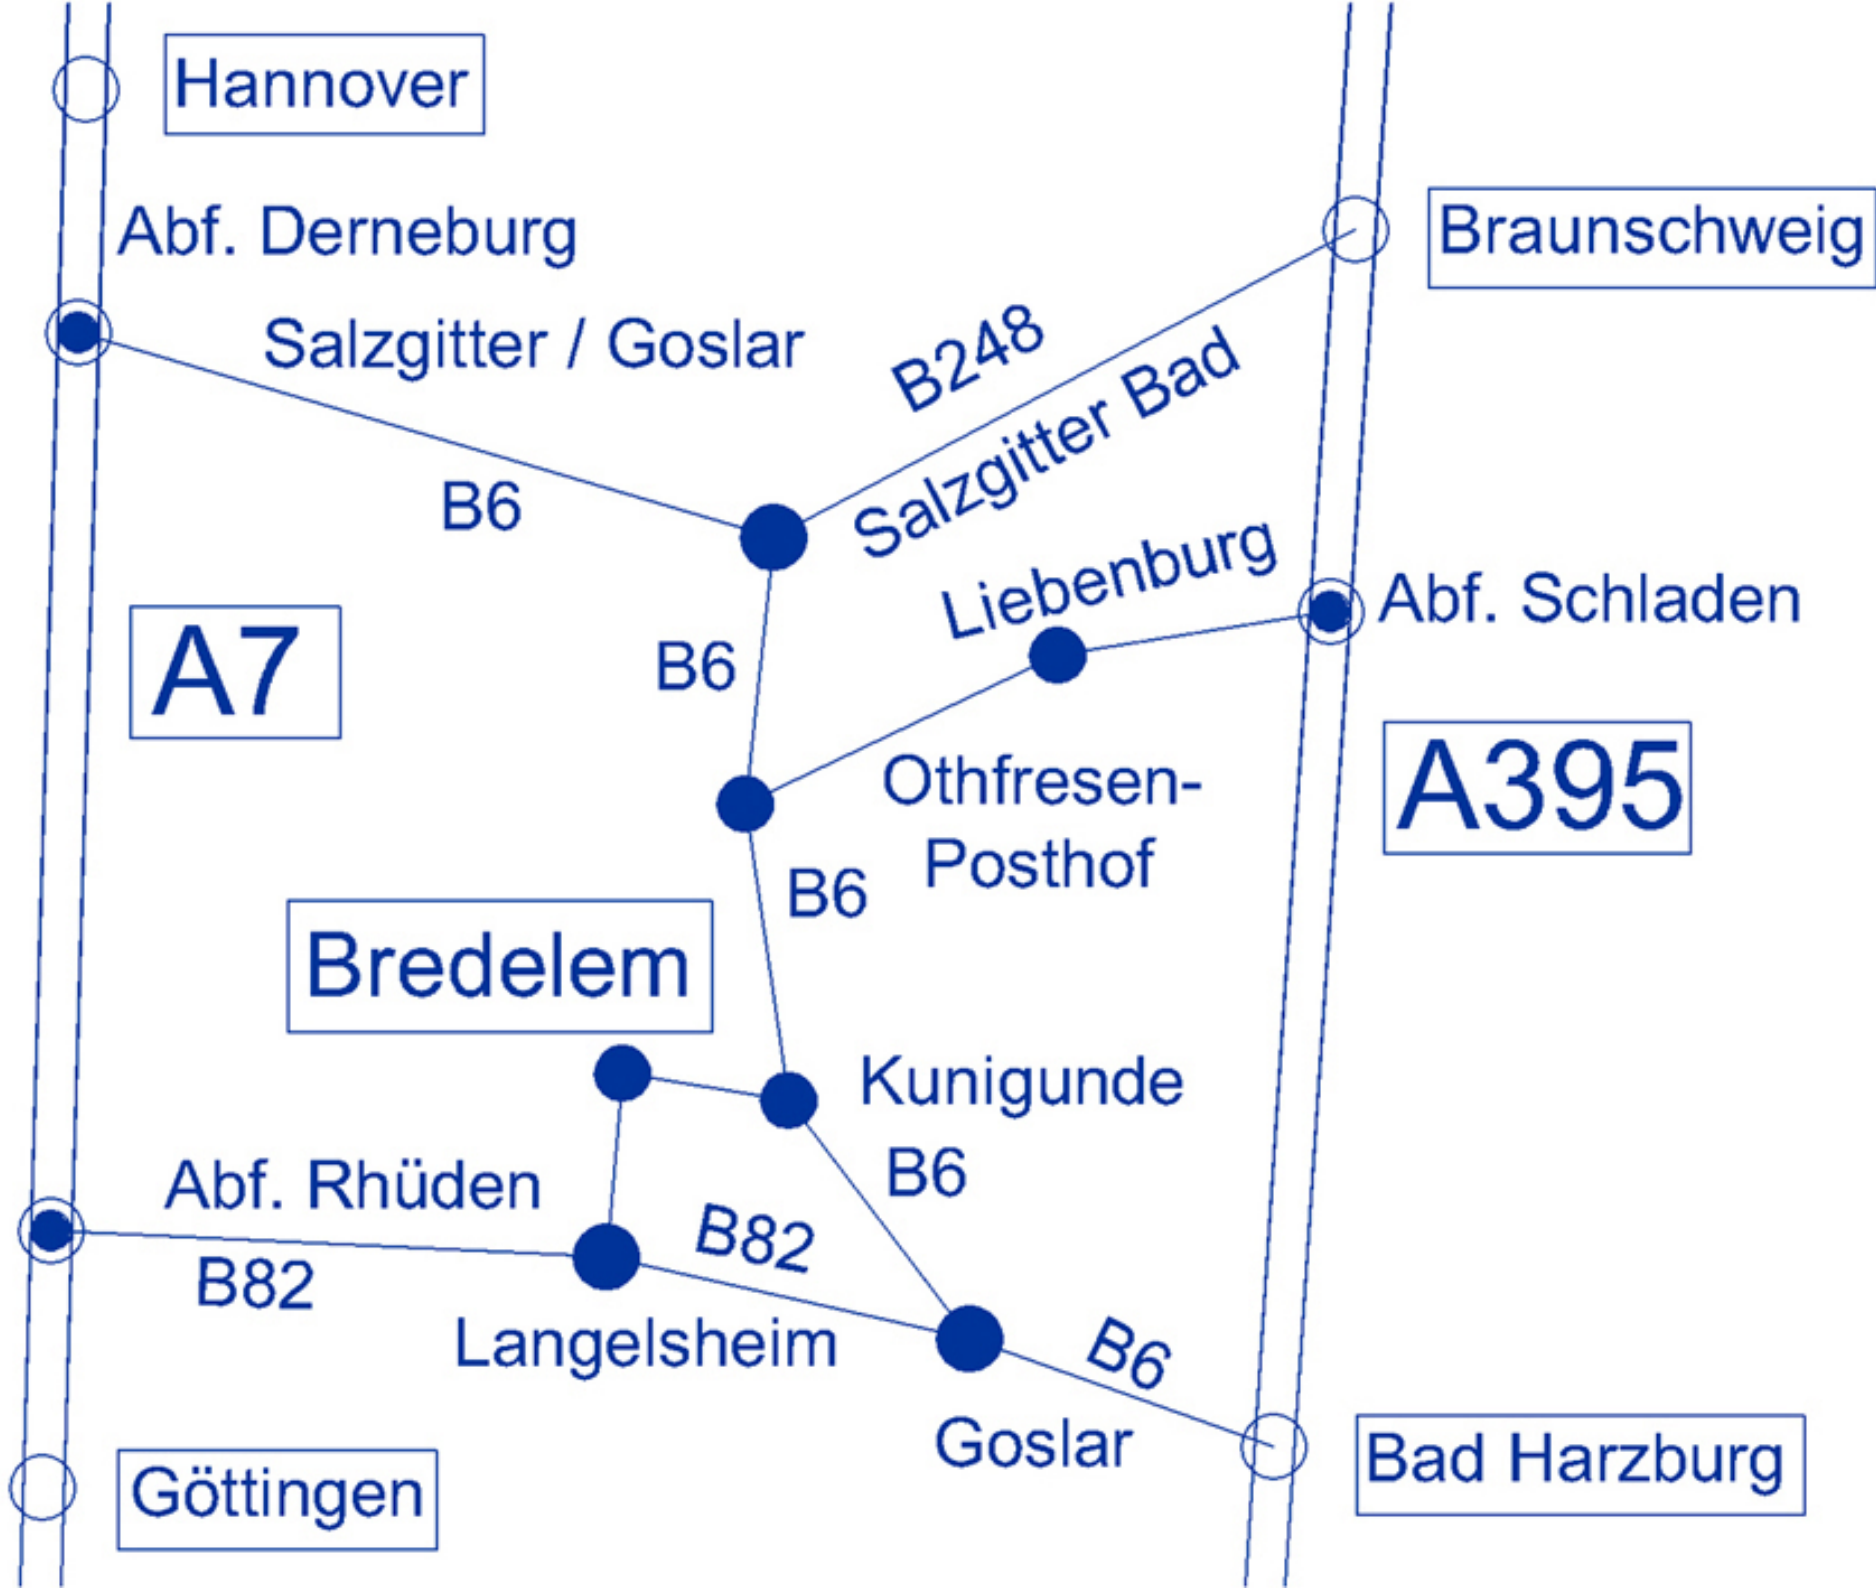 Hannover
Abf. Derneburg
Braunschweig
Salzgitter / Goslar
B248
Salzgitter Bad
B6
Liebenburg
Abf. Schladen
A7
B6
A395
Othfresen-
Posthof
B6
Bredelem
Kunigunde
Abf. Rhüden
B6
B82
B82
Langelsheim
B6
Goslar
Bad Harzburg
Göttingen